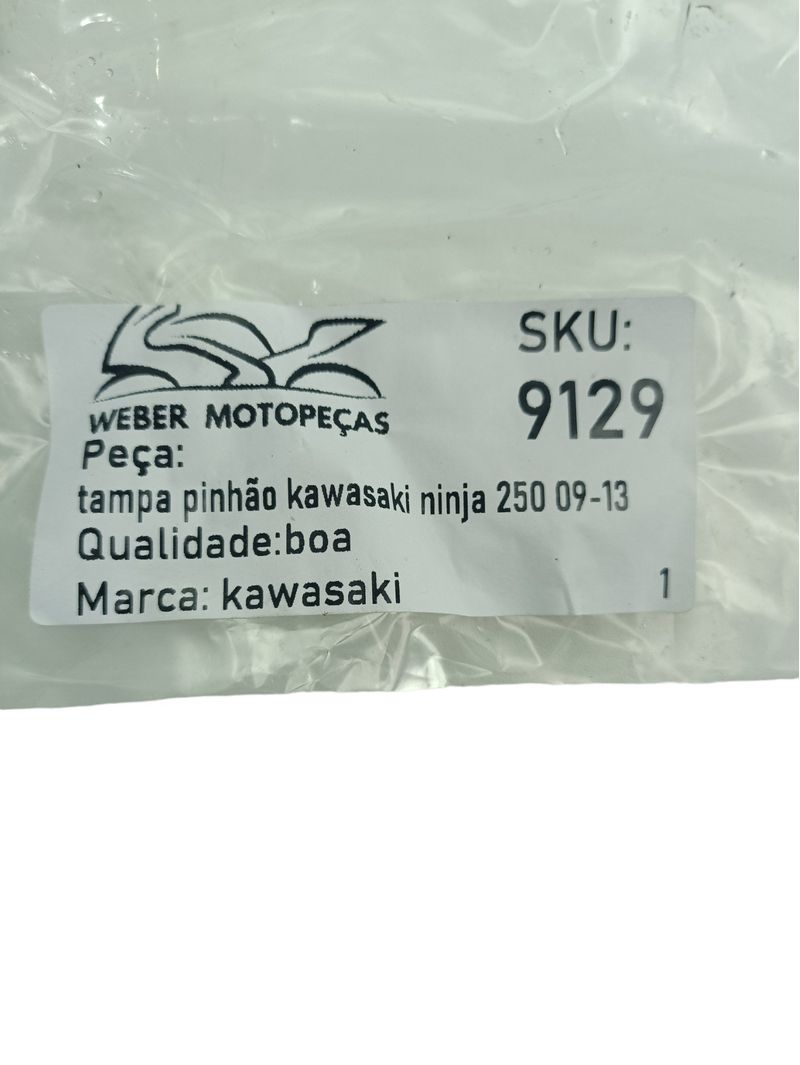 WEBER MOTOPEÇAS
SKU:
9129
Peça:
tampa pinhão kawasaki ninja 250 09-13
Qualidade:boa
Marca: kawasaki
1